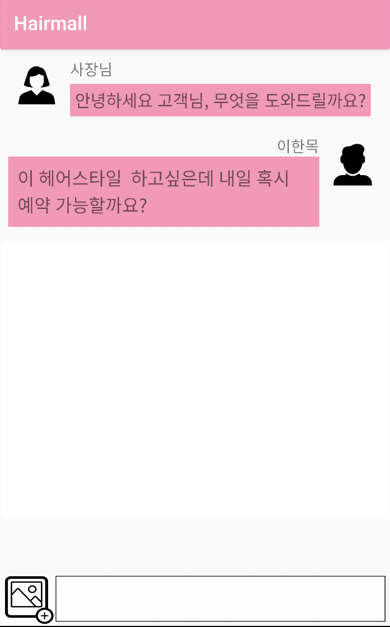 Hairmall
사장님
안녕하세요 고객님, 무엇을 도와드릴까요?
이한목
이 헤어스타일 하고싶은데 내일 혹시
예약 가능할까요?